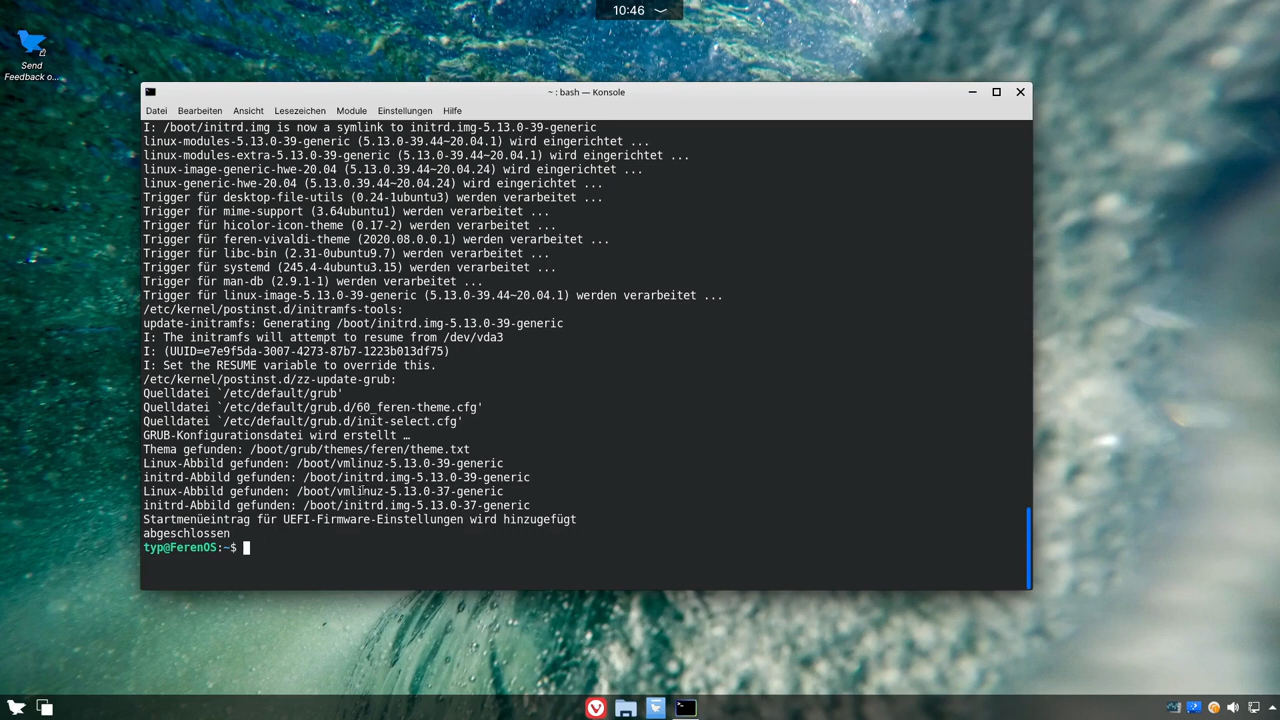 10:46
Send
Feedback o...
~ : bash — Konsole
Datei Bearbeiten Ansicht Lesezeichen Module Einstellungen Hilfe
I: /boot/initrd.img is now a symlink to initrd.img-5.13.0-39-generic
linux-modules-5.13.0-39-generic (5.13.0-39.44~20.04.1) wird eingerichtet ...
linux-modules-extra-5.13.0-39-generic (5.13.0-39.44~20.04.1) wird eingerichtet ...
linux-image-generic-hwe-20.04 (5.13.0.39.44~20.04.24) wird eingerichtet ...
linux-generic-hwe-20.04 (5.13.0.39.44~20.04.24) wird eingerichtet ...
Trigger für desktop-file-utils (0.24-1ubuntu3) werden verarbeitet ...
Trigger für mime-support (3.64ubuntu1) werden verarbeitet ...
Trigger für hicolor-icon-theme (0.17-2) werden verarbeitet ...
Trigger für feren-vivaldi-theme (2020.08.0.0.1) werden verarbeitet ...
Trigger für libc-bin (2.31-0ubuntu9.7) werden verarbeitet ...
Trigger für systemd (245.4-4ubuntu3.15) werden verarbeitet ...
Trigger für man-db (2.9.1-1) werden verarbeitet ...
Trigger für linux-image-5.13.0-39-generic (5.13.0-39.44~20.04.1) werden verarbeitet ...
/etc/kernel/postinst.d/initramfs-tools:
update-initramfs: Generating /boot/initrd.img-5.13.0-39-generic
I: The initramfs will attempt to resume from /dev/vda3
I: (UUID=e7e9f5da-3007-4273-87b7-1223b013df75)
I: Set the RESUME variable to override this.
/etc/kernel/postinst.d/zz-update-grub:
Quelldatei `/etc/default/grub'
Quelldatei `/etc/default/grub.d/60_feren-theme.cfg'
Quelldatei `/etc/default/grub.d/init-select.cfg'
GRUB-Konfigurationsdatei wird erstellt …
Thema gefunden: /boot/grub/themes/feren/theme.txt
Linux-Abbild gefunden: /boot/vmlinuz-5.13.0-39-generic
initrd-Abbild gefunden: /boot/initrd.img-5.13.0-39-generic
Linux-Abbild gefunden: /boot/vmlinuz-5.13.0-37-generic
initrd-Abbild gefunden: /boot/initrd.img-5.13.0-37-generic
Startmenüeintrag für UEFI-Firmware-Einstellungen wird hinzugefügt
abgeschlossen
typ@FerenOS:~$